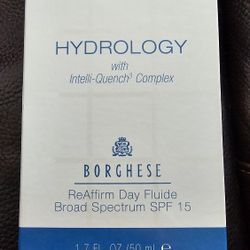 HYDROLOGY
with
Intelli-Quench³ Complex
BORGHESE
ReAffirm Day Fluide
Broad Spectrum SPF 15
1.7 fl. OZ / 50 ml ℮